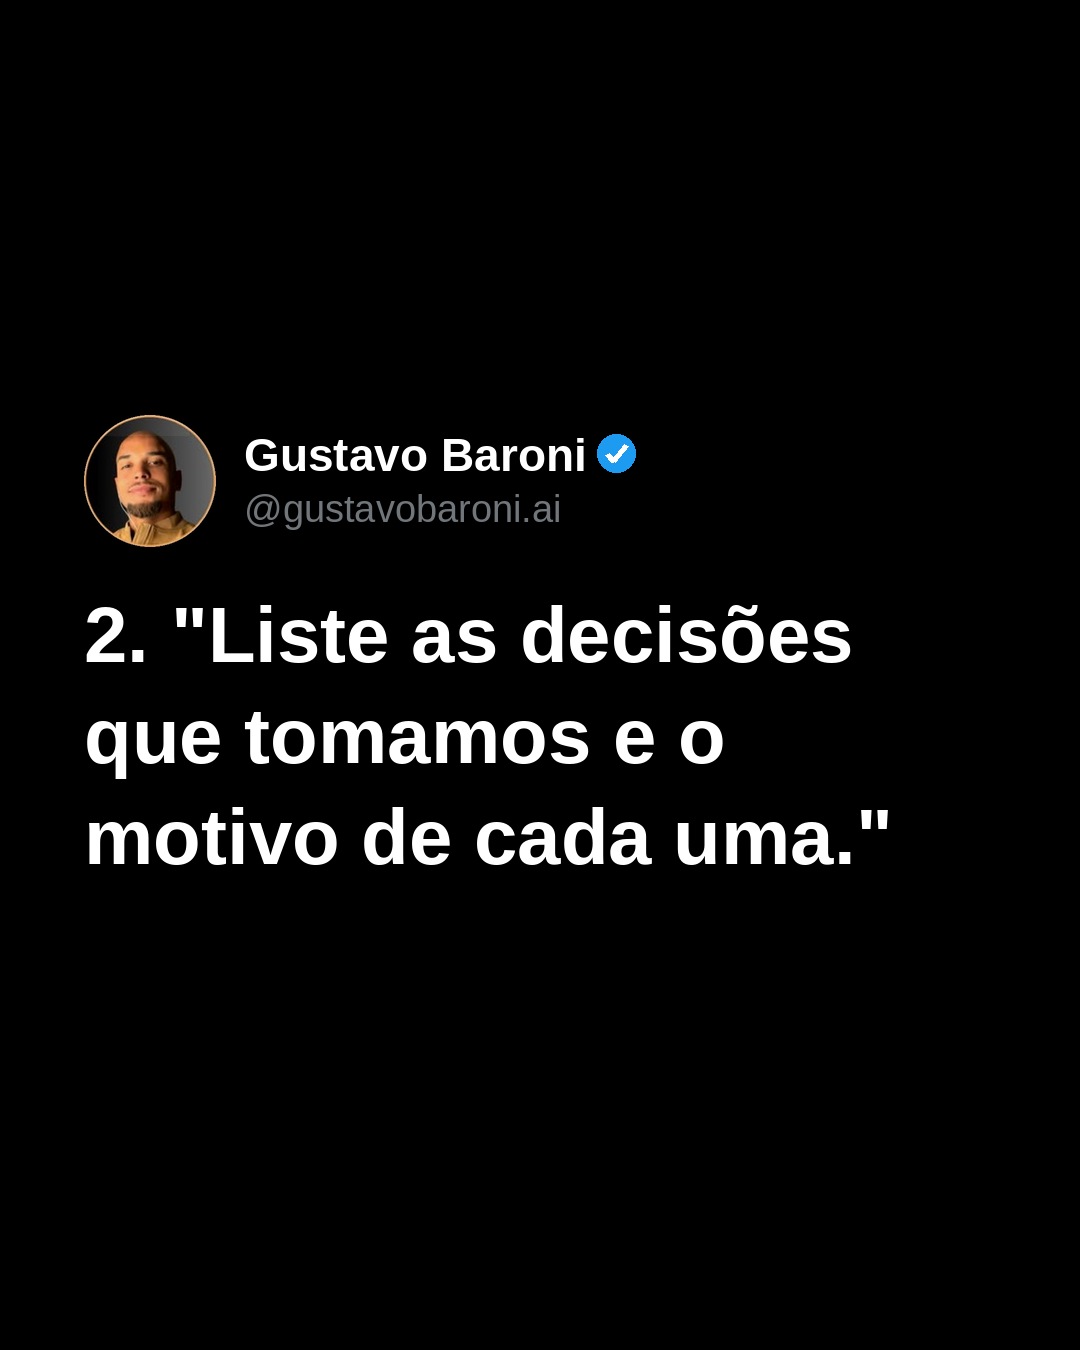 Gustavo Baroni
@gustavobaroni.ai
2. "Liste as decisões
que tomamos e o
motivo de cada uma."